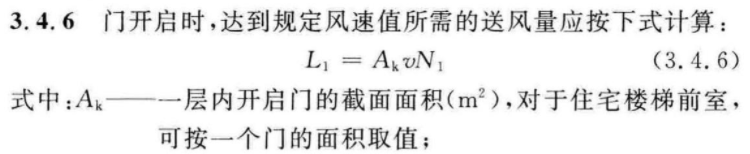 3.4.6 门开启时,达到规定风速值所需的送风量应按下式计算:
L₁ = AₖvN₁ (3.4.6)
式中:Aₖ——一层内开启门的截面面积(m²),对于住宅楼梯前室,
可按一个门的面积取值;